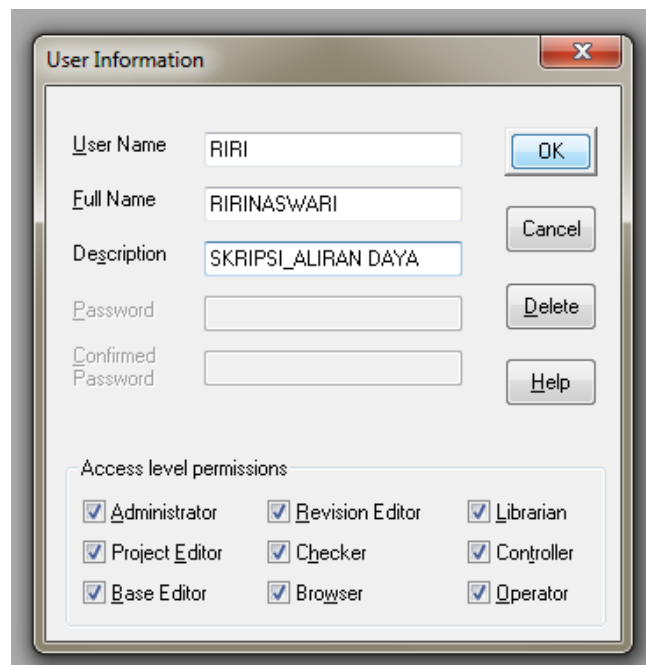 User Information
User Name RIRI OK
Full Name RIRINASWARI
Cancel
Description SKRIPSI_ALIRAN DAYA
Password Delete
Confirmed
Password Help
Access level permissions
Administrator Revision Editor Librarian
Project Editor Checker Controller
Base Editor Browser Operator